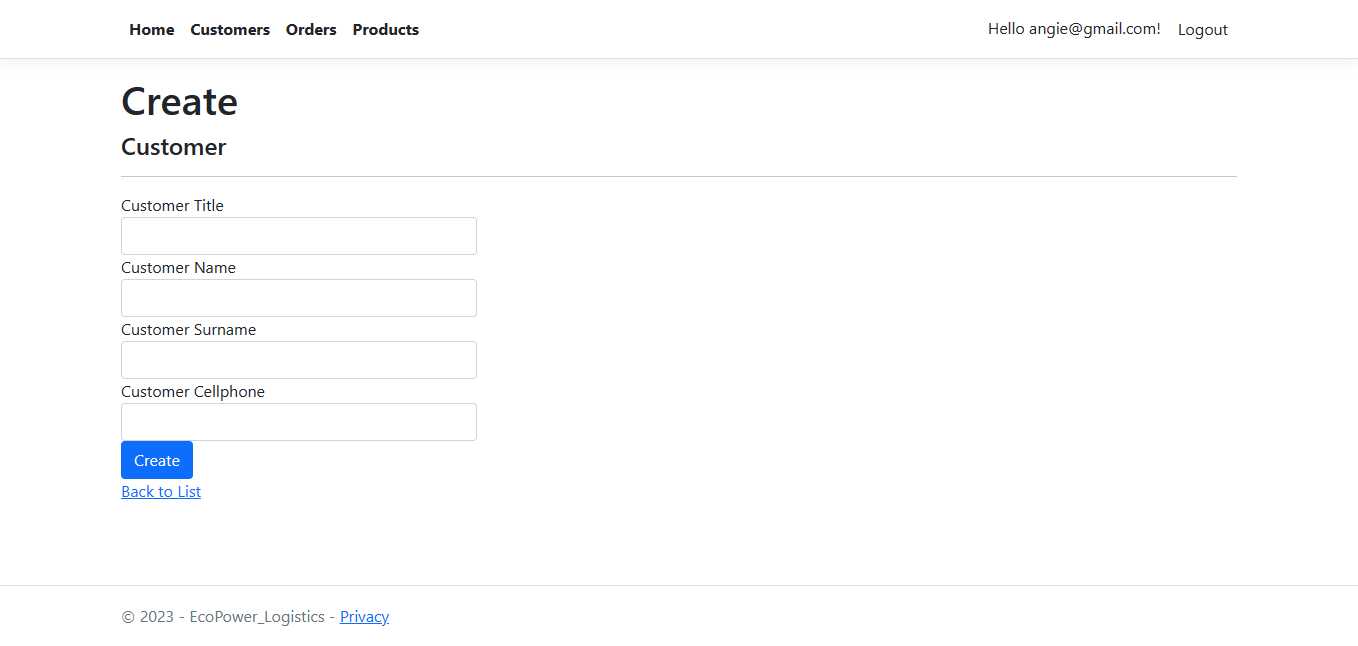 Home Customers Orders Products Hello angie@gmail.com! Logout
Create
Customer
Customer Title
Customer Name
Customer Surname
Customer Cellphone
Create
Back to List
© 2023 - EcoPower_Logistics - Privacy